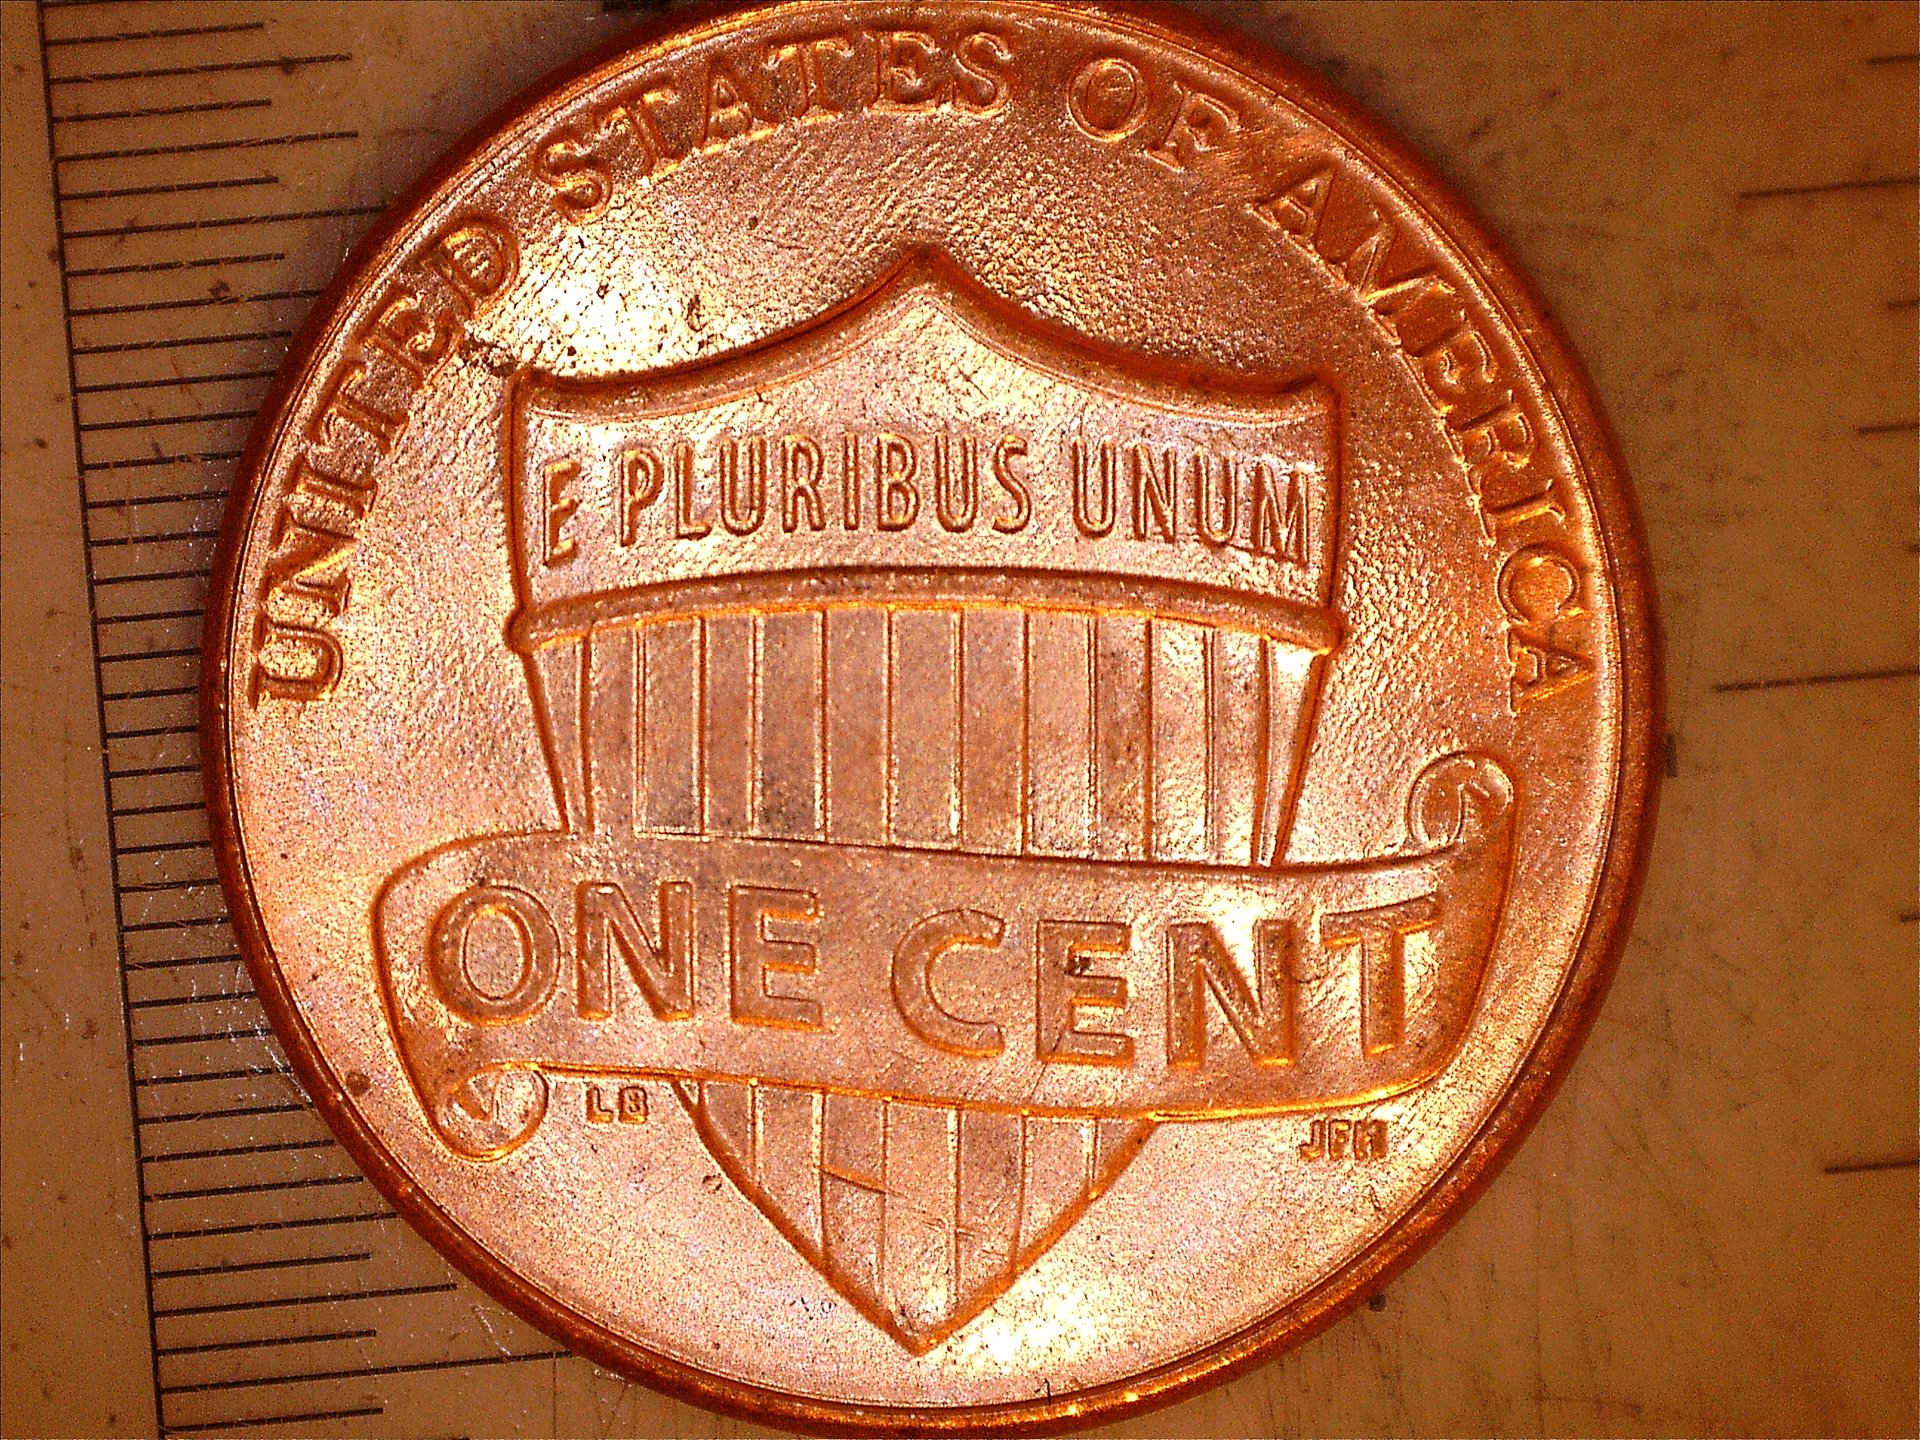 UNITED STATES OF AMERICA
E PLURIBUS UNUM
ONE CENT
LB
JFM